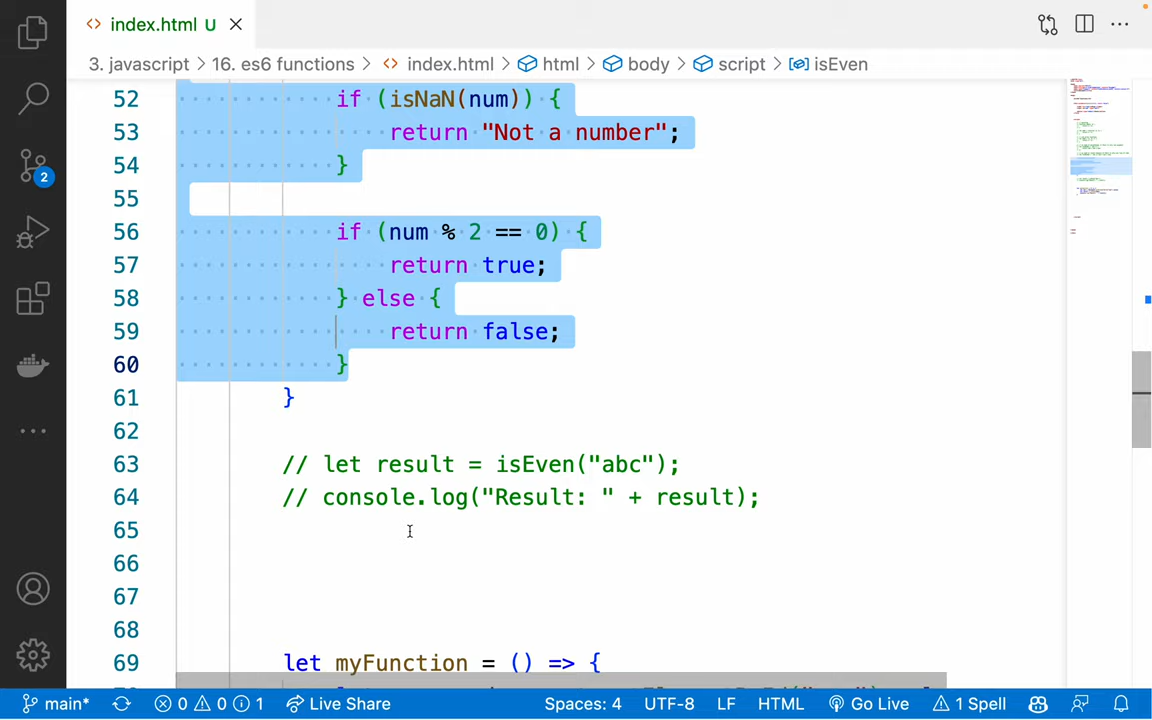 index.html U
3. javascript > 16. es6 functions > index.html > html > body > script > isEven
52 if (isNaN(num)) {
53 return "Not a number";
54 }
55
56 if (num % 2 == 0) {
57 return true;
58 } else {
59 return false;
60 }
61 }
62
63 // let result = isEven("abc");
64 // console.log("Result: " + result);
65
66
67
68
69 let myFunction = () => {
2
main* 0 0 1 Live Share Spaces: 4 UTF-8 LF HTML Go Live 1 Spell